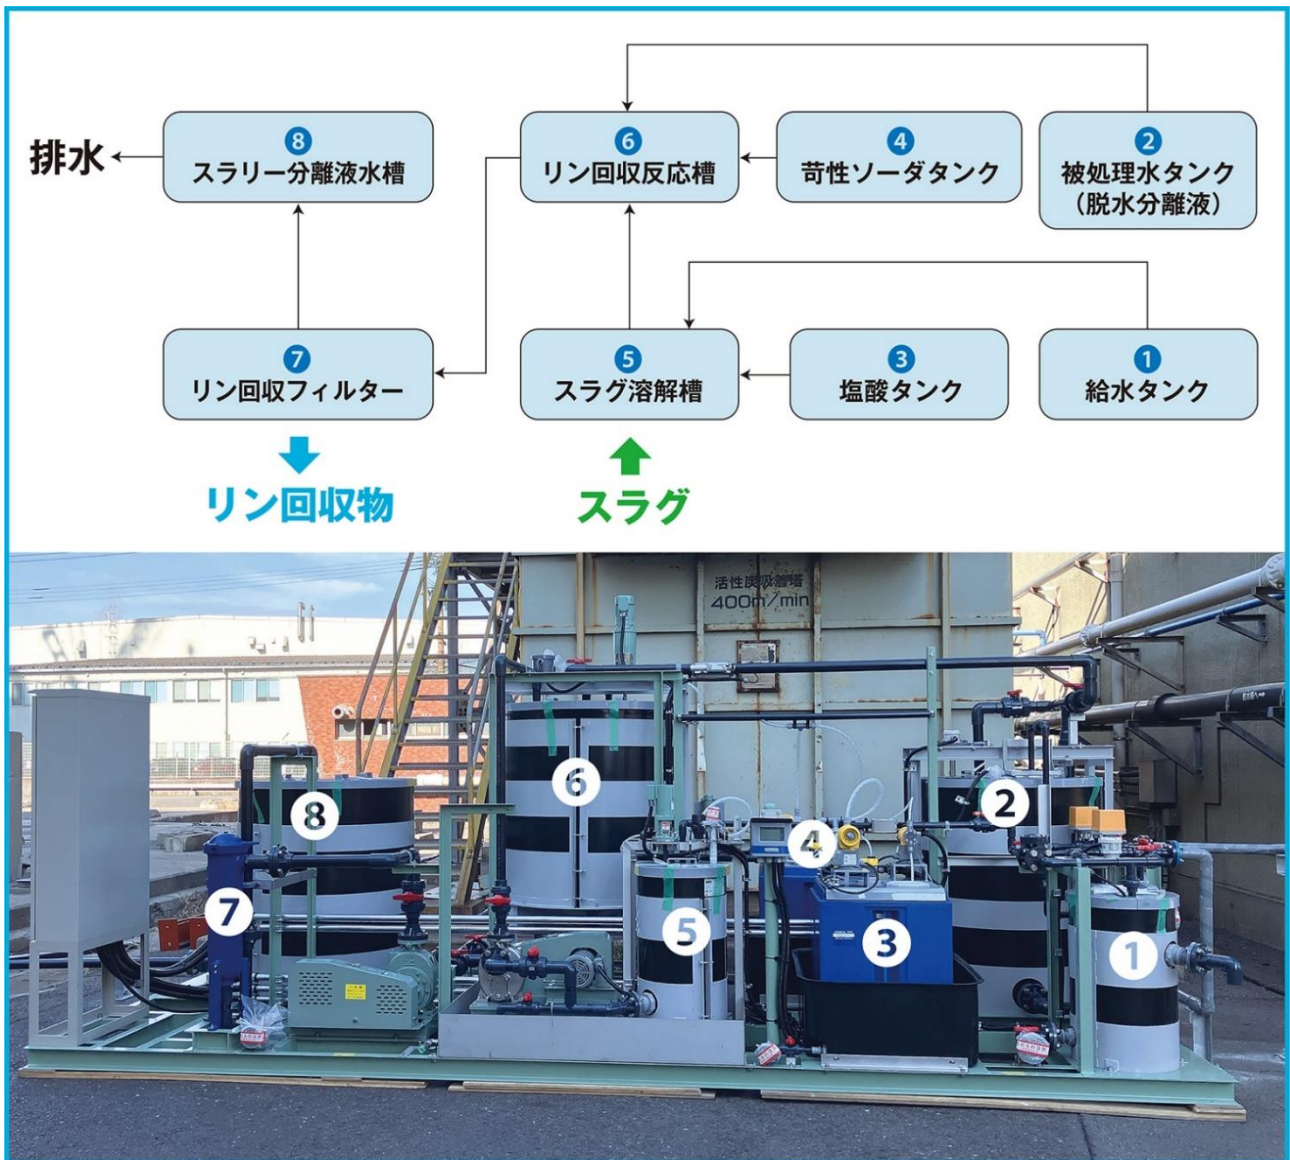 排水
8
スラリー分離液水槽
6
リン回収反応槽
4
苛性ソーダタンク
2
被処理水タンク
（脱水分離液）
7
リン回収フィルター
5
スラグ溶解槽
3
塩酸タンク
1
給水タンク
リン回収物
スラグ
活性炭吸着塔
400m³/min
6
8
2
4
7
5
3
1